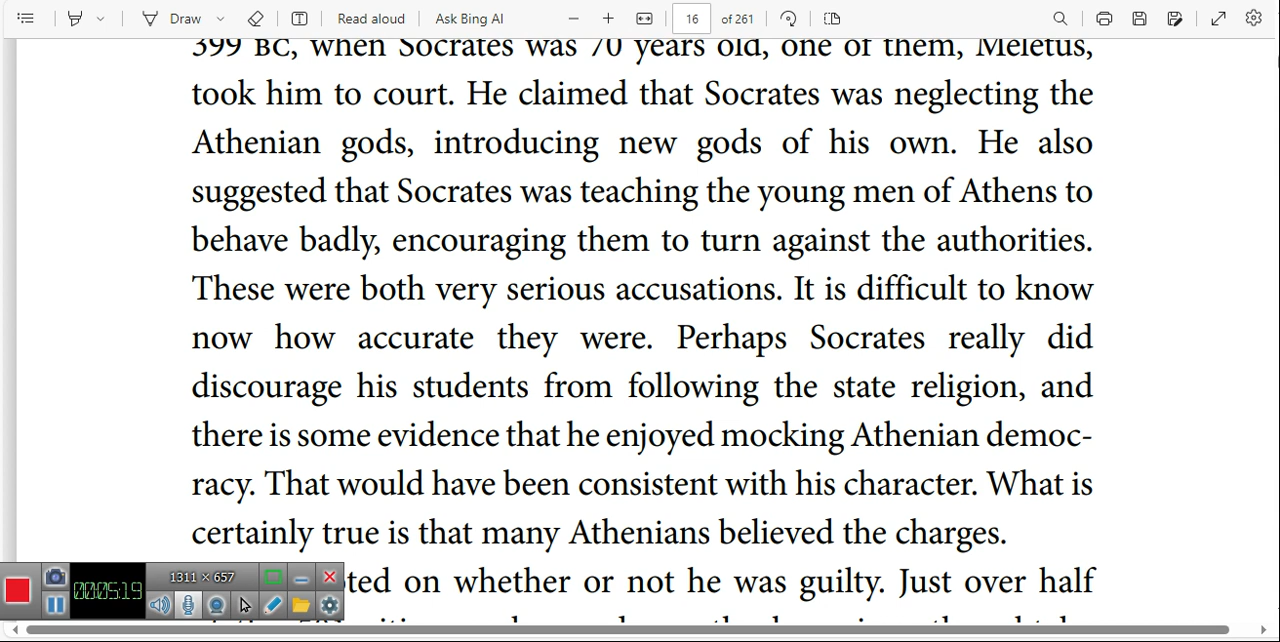 Draw
Read aloud
Ask Bing AI
16
of 261
399 BC, when Socrates was 70 years old, one of them, Meletus,
took him to court. He claimed that Socrates was neglecting the
Athenian gods, introducing new gods of his own. He also
suggested that Socrates was teaching the young men of Athens to
behave badly, encouraging them to turn against the authorities.
These were both very serious accusations. It is difficult to know
now how accurate they were. Perhaps Socrates really did
discourage his students from following the state religion, and
there is some evidence that he enjoyed mocking Athenian democ-
racy. That would have been consistent with his character. What is
certainly true is that many Athenians believed the charges.
on whether or not he was guilty. Just over half
1311 × 657
00:05:19